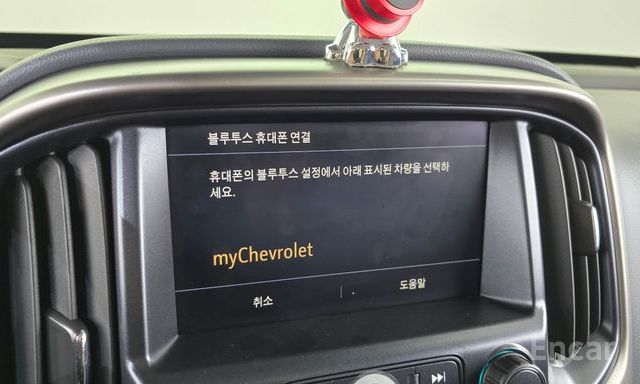 블루투스 휴대폰 연결
휴대폰의 블루투스 설정에서 아래 표시된 차량을 선택하
세요.
myChevrolet
취소
도움말
Encar